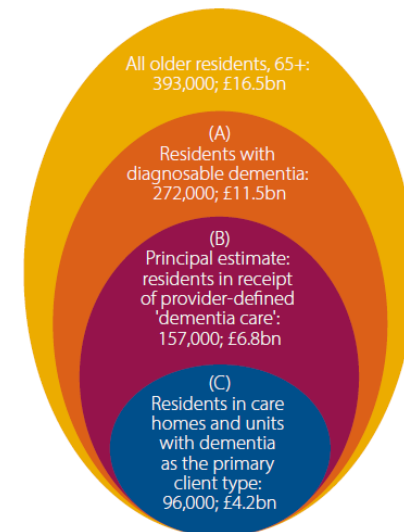 All older residents, 65+:
393,000; £16.5bn
(A)
Residents with
diagnosable dementia:
272,000; £11.5bn
(B)
Principal estimate:
residents in receipt
of provider-defined
'dementia care':
157,000; £6.8bn
(C)
Residents in care
homes and units
with dementia
as the primary
client type:
96,000; £4.2bn